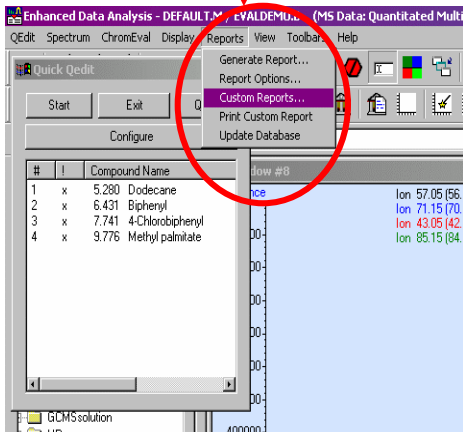 Enhanced Data Analysis - DEFAULT.M / EVALDEMO. (MS Data: Quantitated Multi
QEdit Spectrum ChromEval Display Reports View Toolbar Help
Generate Report...
Report Options...
Custom Reports...
Print Custom Report
Update Database
Quick Qedit
Start Exit Q
Configure
# ! Compound Name
1 x 5.280 Dodecane
2 x 6.431 Biphenyl
3 x 7.741 4-Chlorobiphenyl
4 x 9.776 Methyl palmitate
dow #8
nce
Ion 57.05 (56.
Ion 71.15 (70.
Ion 43.05 (42.
Ion 85.15 (84.
GCMSsolution
400000